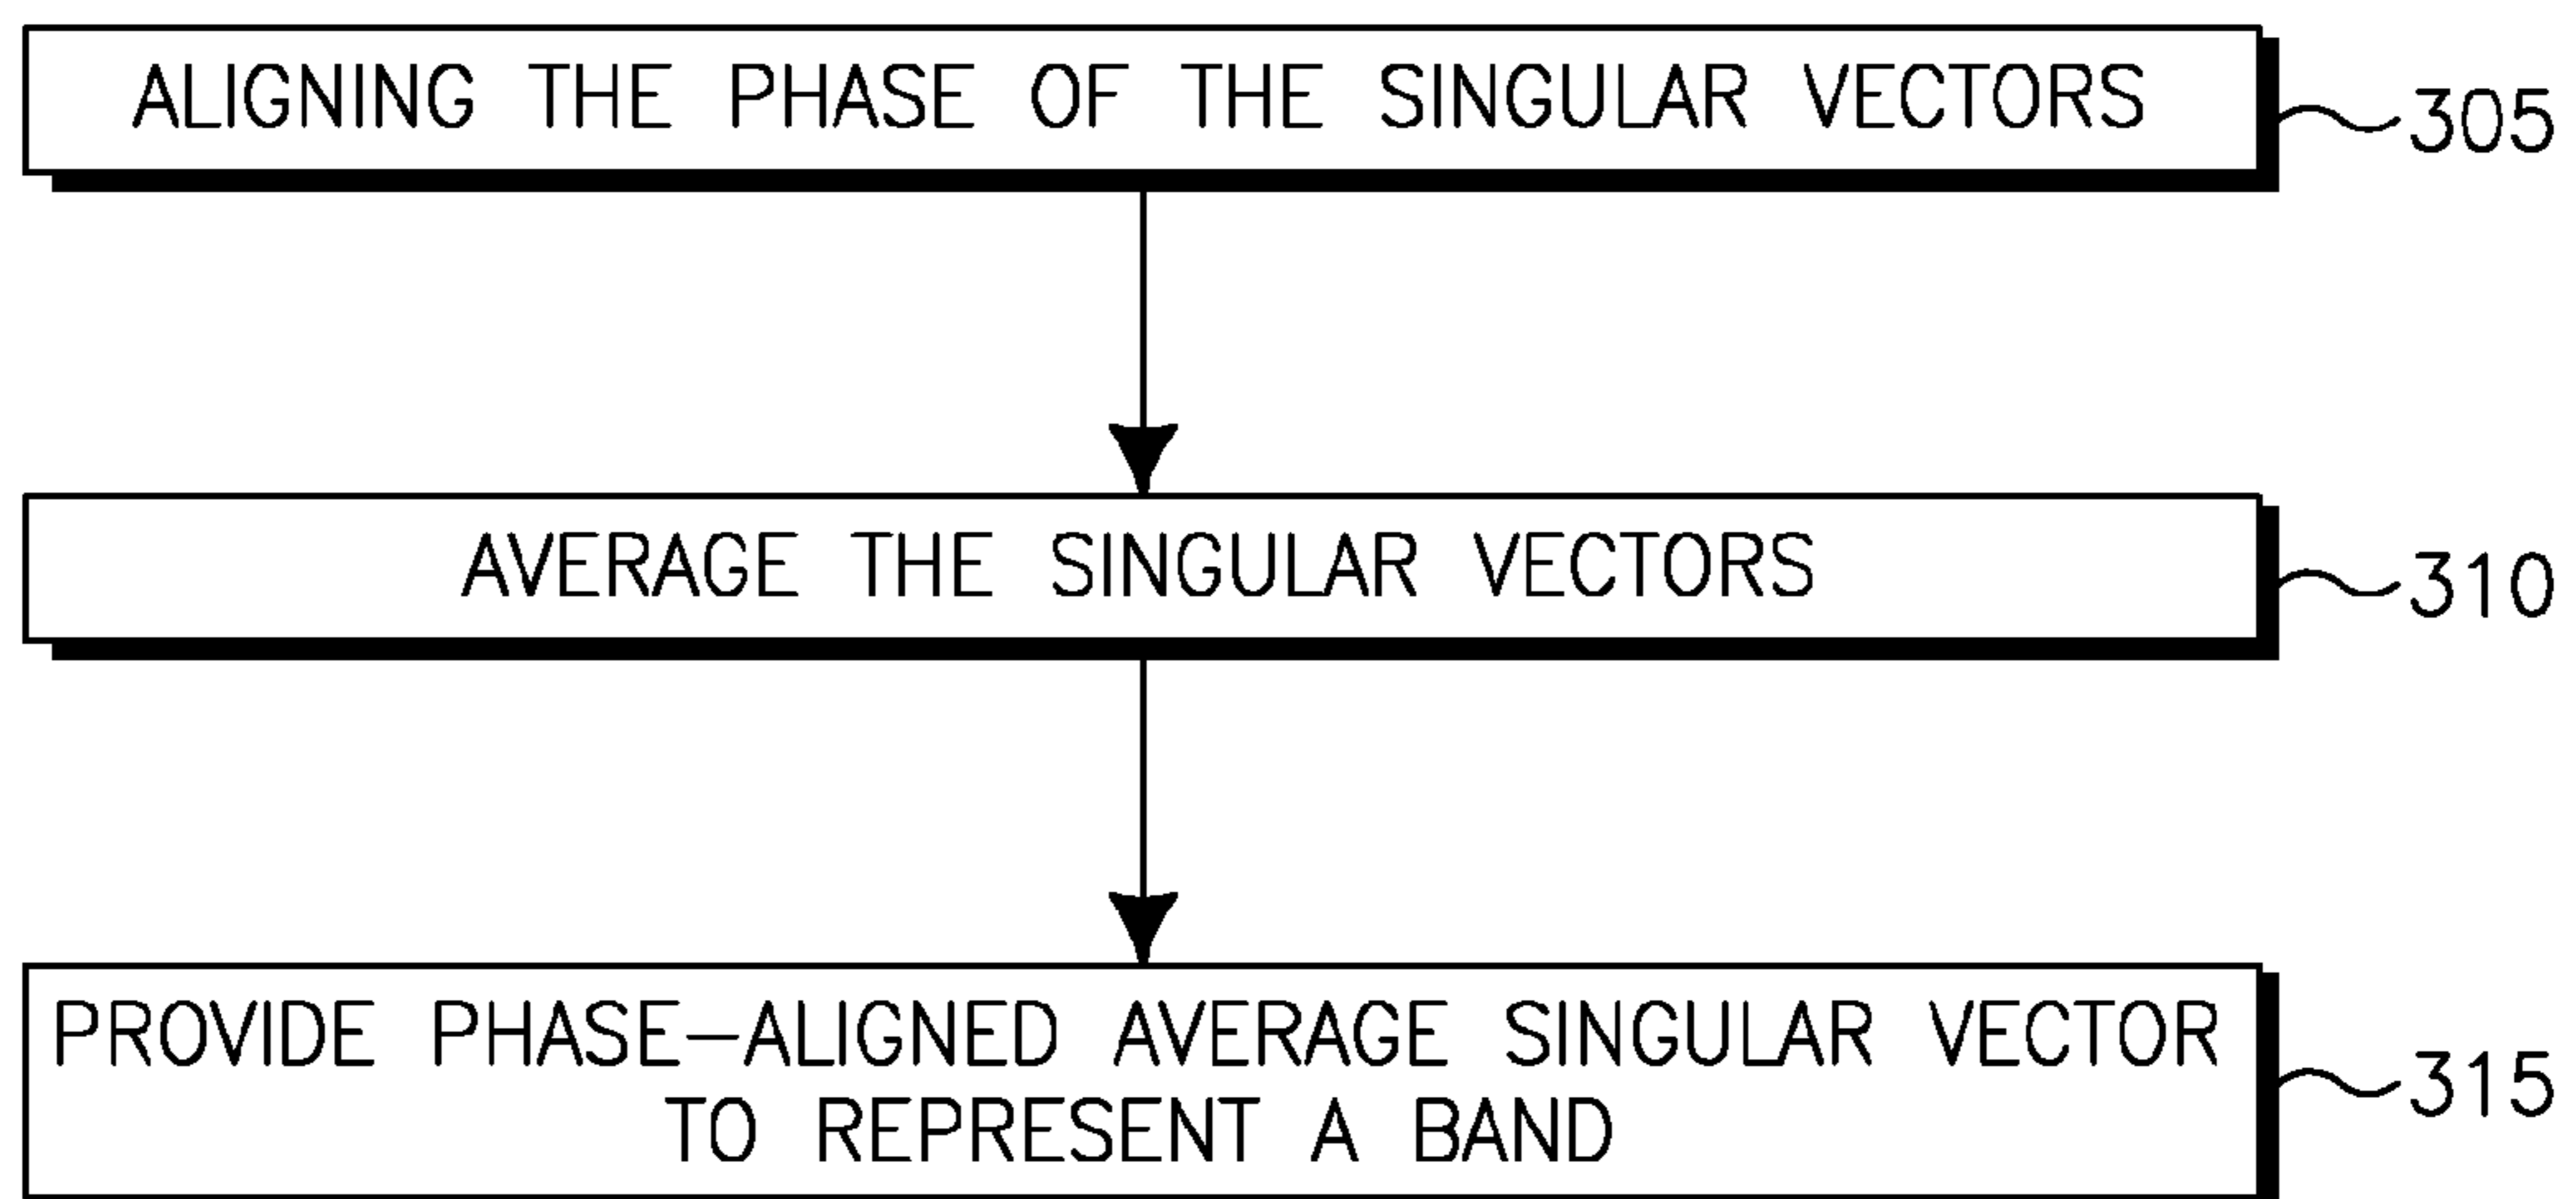 ALIGNING THE PHASE OF THE SINGULAR VECTORS
305
AVERAGE THE SINGULAR VECTORS
310
PROVIDE PHASE-ALIGNED AVERAGE SINGULAR VECTOR
TO REPRESENT A BAND
315